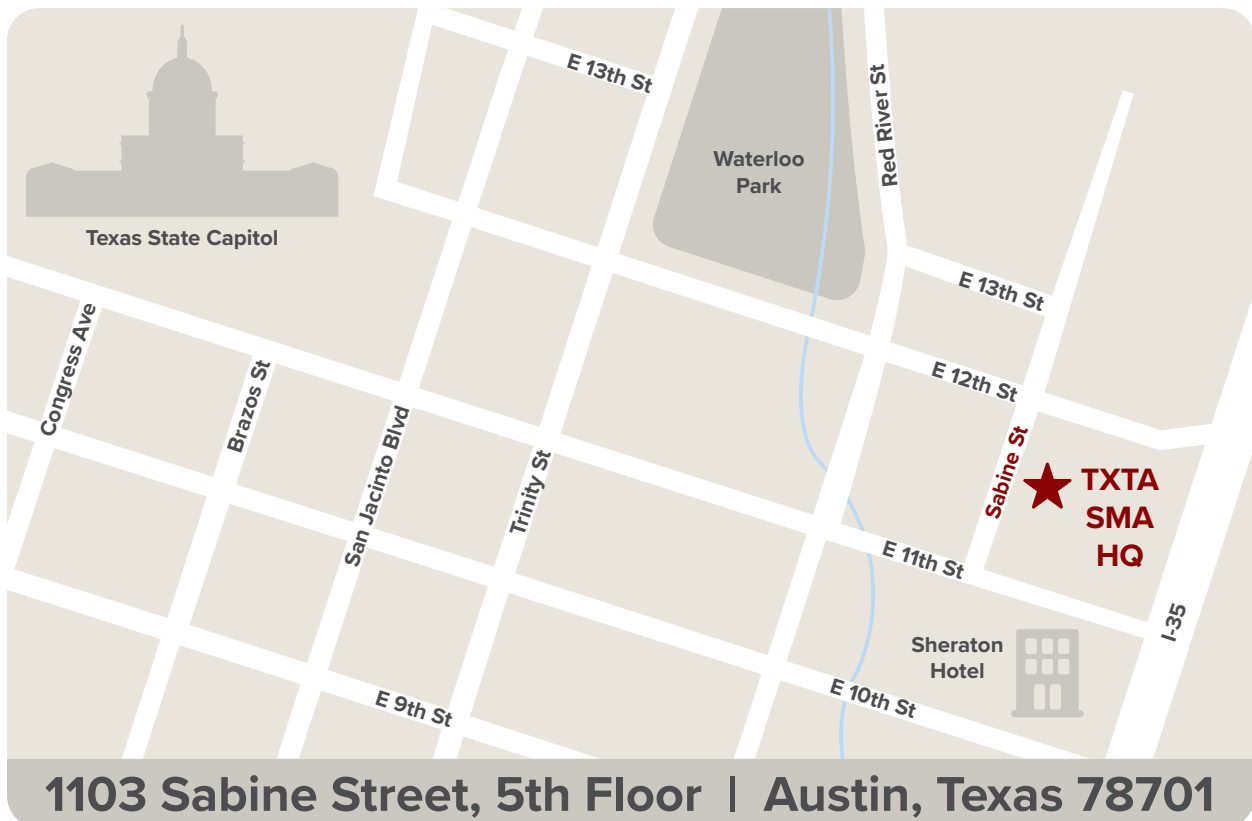 E 13th St
Red River St
Waterloo
Park
Texas State Capitol
E 13th St
Congress Ave
Brazos St
E 12th St
San Jacinto Blvd
Trinity St
Sabine St
TXTA
SMA
HQ
E 11th St
I-35
Sheraton
Hotel
E 10th St
E 9th St
1103 Sabine Street, 5th Floor | Austin, Texas 78701